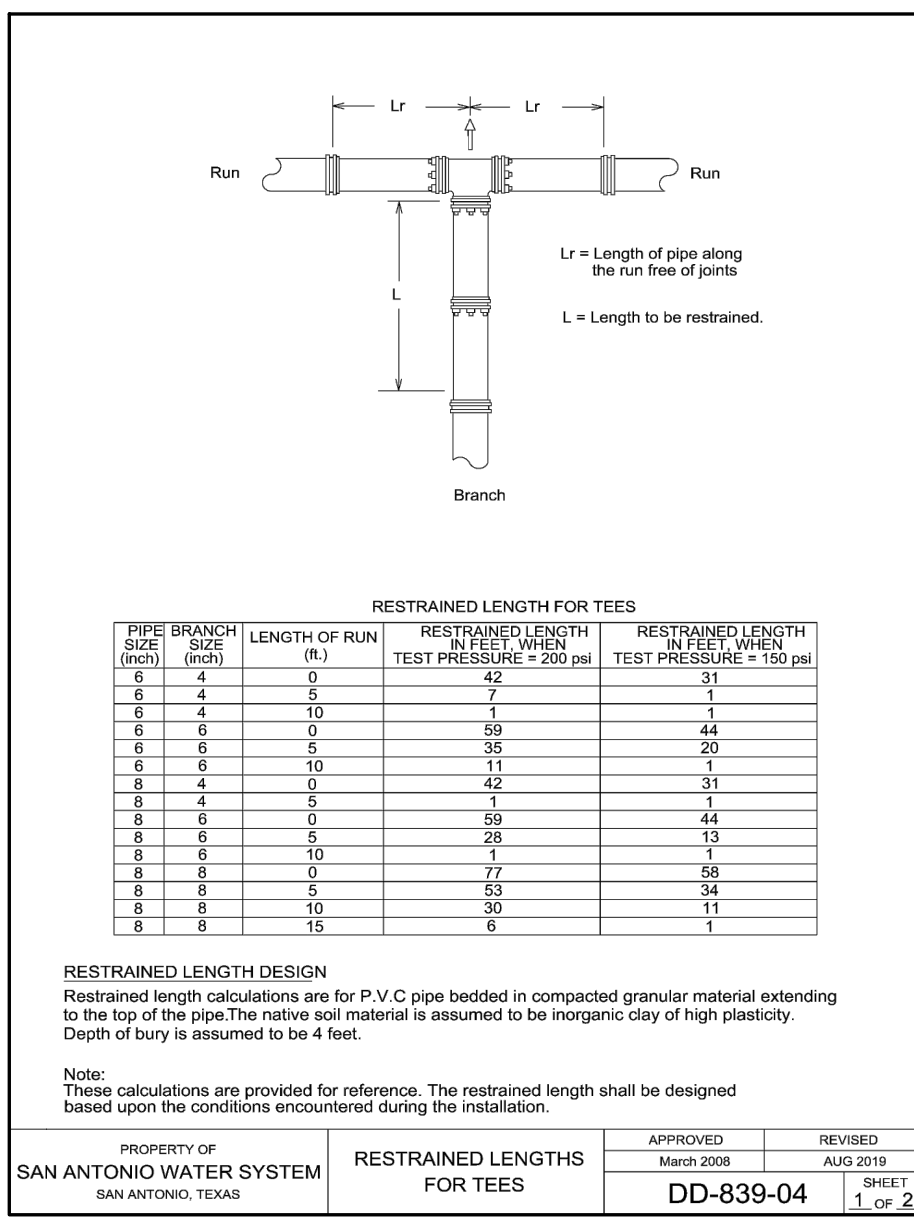 Lr Lr
Run Run
Lr = Length of pipe along
the run free of joints
L
L = Length to be restrained.
Branch
RESTRAINED LENGTH FOR TEES
PIPE SIZE (inch) BRANCH SIZE (inch) LENGTH OF RUN (ft.) RESTRAINED LENGTH IN FEET, WHEN TEST PRESSURE = 200 psi RESTRAINED LENGTH IN FEET, WHEN TEST PRESSURE = 150 psi
6 4 0 42 31
6 4 5 7 1
6 4 10 1 1
6 6 0 59 44
6 6 5 35 20
6 6 10 11 1
8 4 0 42 31
8 4 5 1 1
8 6 0 59 44
8 6 5 28 13
8 6 10 1 1
8 8 0 77 58
8 8 5 53 34
8 8 10 30 11
8 8 15 6 1
RESTRAINED LENGTH DESIGN
Restrained length calculations are for P.V.C pipe bedded in compacted granular material extending
to the top of the pipe.The native soil material is assumed to be inorganic clay of high plasticity.
Depth of bury is assumed to be 4 feet.
Note:
These calculations are provided for reference. The restrained length shall be designed
based upon the conditions encountered during the installation.
PROPERTY OF
SAN ANTONIO WATER SYSTEM
SAN ANTONIO, TEXAS
RESTRAINED LENGTHS
FOR TEES
APPROVED REVISED
March 2008 AUG 2019
DD-839-04
SHEET
1 OF 2